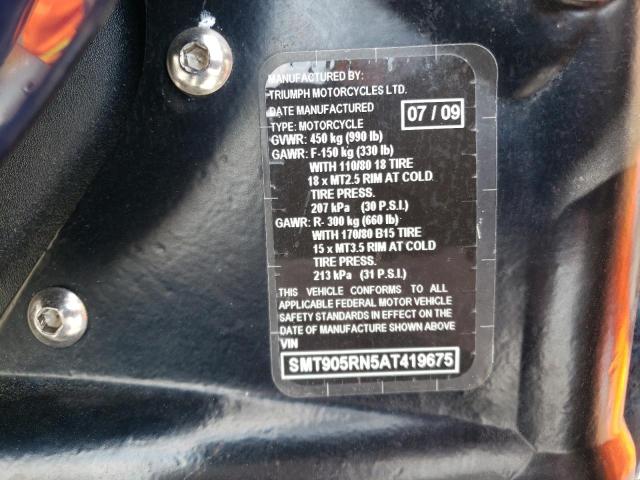 MANUFACTURED BY:
TRIUMPH MOTORCYCLES LTD.
DATE MANUFACTURED 07 / 09
TYPE: MOTORCYCLE
GVWR: 450 kg (990 lb)
GAWR: F-150 kg (330 lb)
WITH 110/80 18 TIRE
18 x MT2.5 RIM AT COLD
TIRE PRESS.
207 kPa (30 P.S.I.)
GAWR: R- 300 kg (660 lb)
WITH 170/80 B15 TIRE
15 x MT3.5 RIM AT COLD
TIRE PRESS.
213 kPa (31 P.S.I.)
THIS VEHICLE CONFORMS TO ALL
APPLICABLE FEDERAL MOTOR VEHICLE
SAFETY STANDARDS IN EFFECT ON THE
DATE OF MANUFACTURE SHOWN ABOVE
VIN
SMT905RN5AT419675